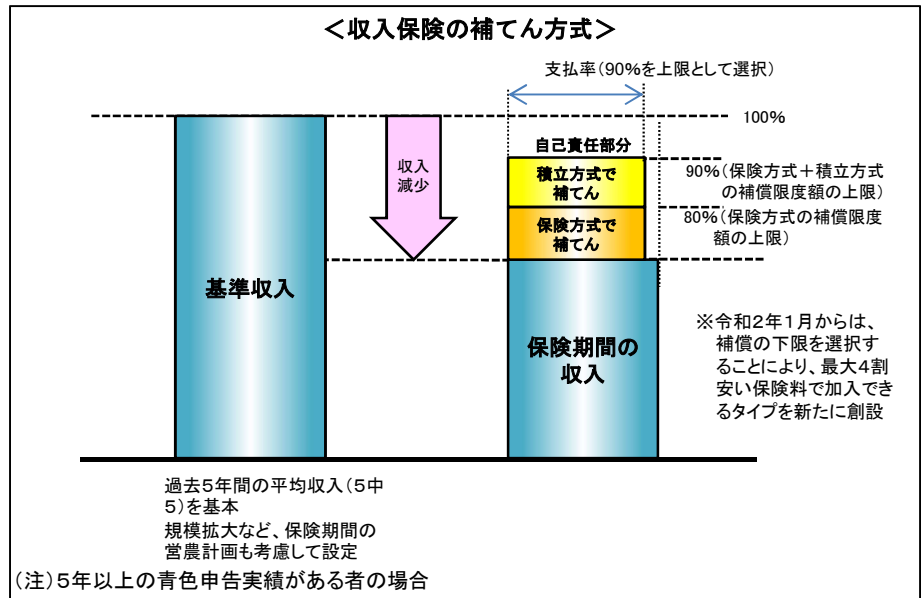 ＜収入保険の補てん方式＞
支払率（90％を上限として選択）
100％
自己責任部分
収入
減少
積立方式で
補てん
90％（保険方式＋積立方式
の補償限度額の上限）
保険方式で
補てん
80％（保険方式の補償限度
額の上限）
基準収入
保険期間の
収入
※令和２年１月からは、
補償の下限を選択す
ることにより、最大４割
安い保険料で加入でき
るタイプを新たに創設
過去５年間の平均収入（５中
５）を基本
規模拡大など、保険期間の
営農計画も考慮して設定
（注）５年以上の青色申告実績がある者の場合